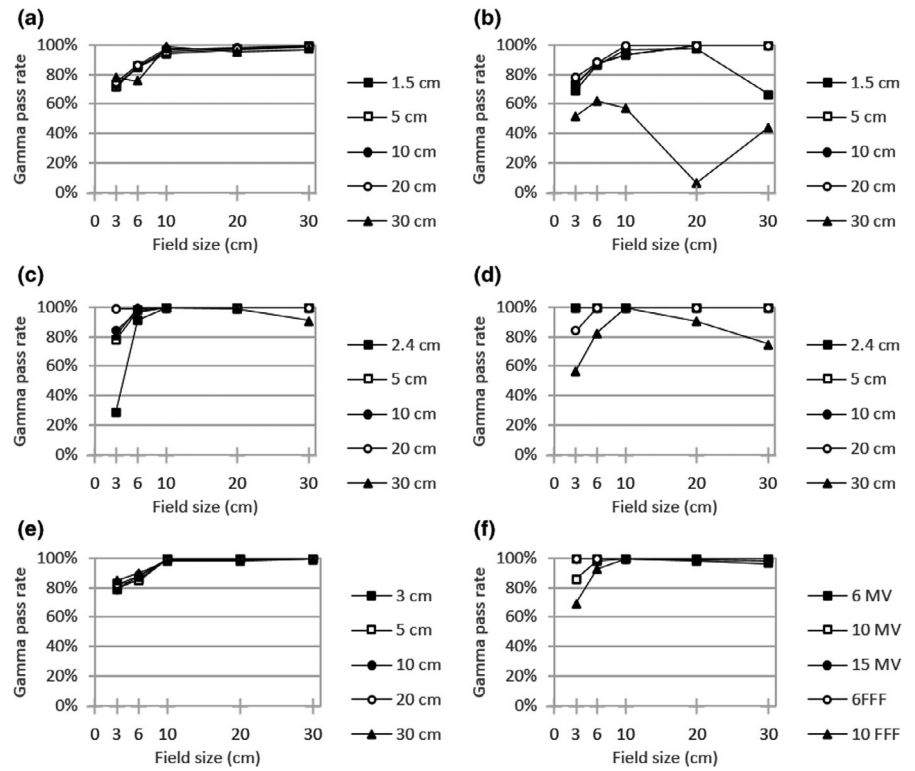 (a)
100%
80%
60%
40%
20%
0%
Gamma pass rate
0 3 6 10 20 30
Field size (cm)
1.5 cm
5 cm
10 cm
20 cm
30 cm
(b)
100%
80%
60%
40%
20%
0%
Gamma pass rate
0 3 6 10 20 30
Field size (cm)
1.5 cm
5 cm
10 cm
20 cm
30 cm
(c)
100%
80%
60%
40%
20%
0%
Gamma pass rate
0 3 6 10 20 30
Field size (cm)
2.4 cm
5 cm
10 cm
20 cm
30 cm
(d)
100%
80%
60%
40%
20%
0%
Gamma pass rate
0 3 6 10 20 30
Field size (cm)
2.4 cm
5 cm
10 cm
20 cm
30 cm
(e)
100%
80%
60%
40%
20%
0%
Gamma pass rate
0 3 6 10 20 30
Field size (cm)
3 cm
5 cm
10 cm
20 cm
30 cm
(f)
100%
80%
60%
40%
20%
0%
Gamma pass rate
0 3 6 10 20 30
Field size (cm)
6 MV
10 MV
15 MV
6FFF
10 FFF